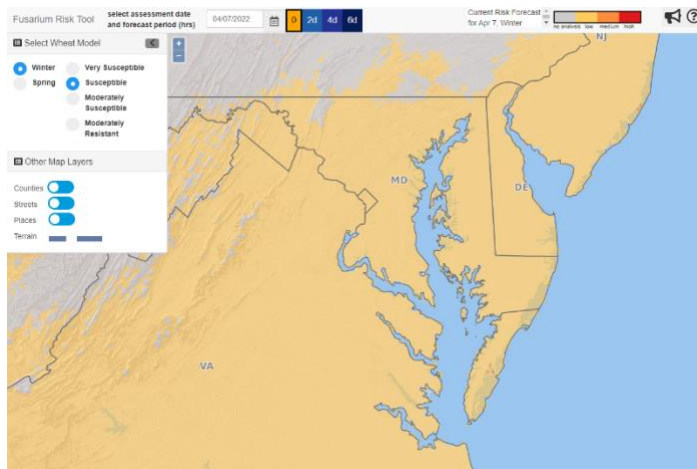 Fusarium Risk Tool
select assessment date
and forecast period (hrs)
04/07/2022
0 2d 4d 6d
Current Risk Forecast
for Apr 7, Winter
no analysis low medium high
Select Wheat Model
Winter
Spring
Very Susceptible
Susceptible
Moderately
Susceptible
Moderately
Resistant
Other Map Layers
Counties
Streets
Places
Terrain
+
−
NJ
MD
DE
VA